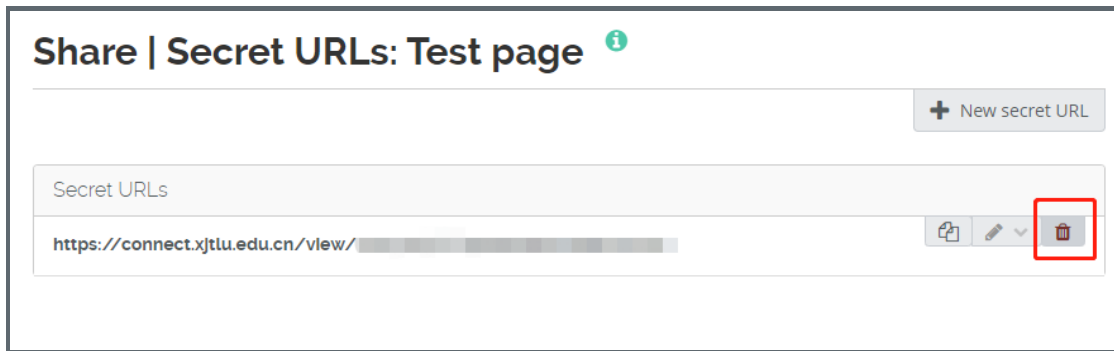 Share | Secret URLs: Test page
New secret URL
Secret URLs
https://connect.xjtlu.edu.cn/view/